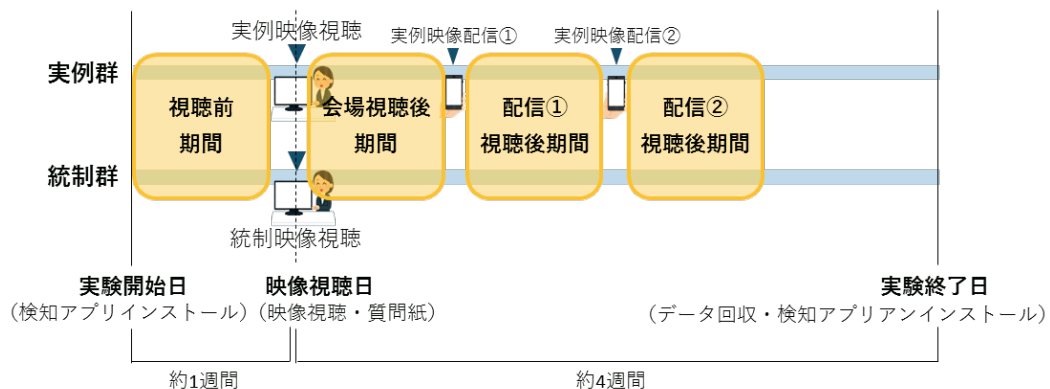 実例映像視聴
実例映像配信①
実例映像配信②
実例群
視聴前
期間
会場視聴後
期間
配信①
視聴後期間
配信②
視聴後期間
統制群
統制映像視聴
実験開始日
（検知アプリインストール）
映像視聴日
（映像視聴・質問紙）
実験終了日
（データ回収・検知アプリアンインストール）
約1週間
約4週間